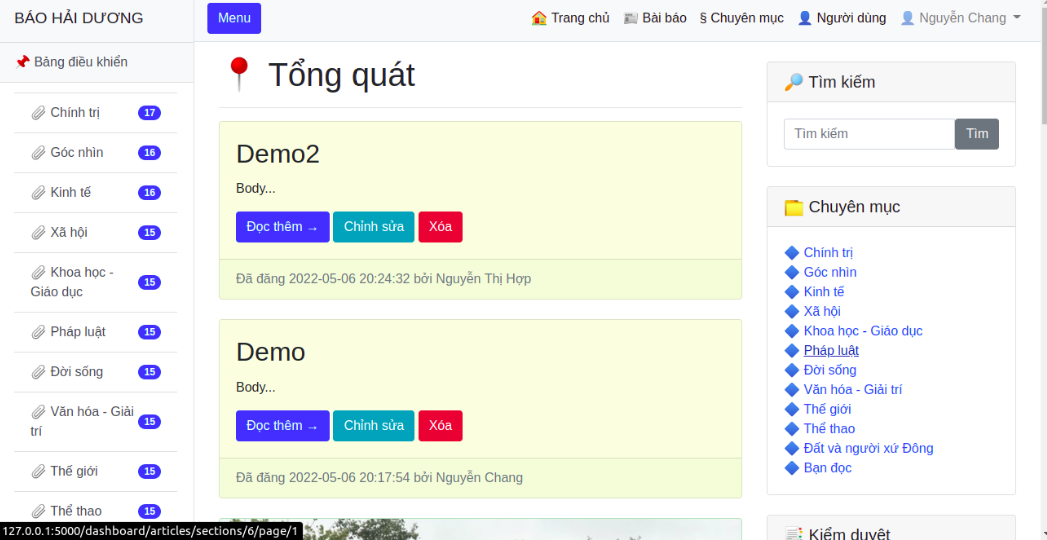 BÁO HẢI DƯƠNG
Bảng điều khiển
Chính trị 17
Góc nhìn 16
Kinh tế 16
Xã hội 15
Khoa học -
Giáo dục 15
Pháp luật 15
Đời sống 15
Văn hóa - Giải
trí 15
Thế giới 15
Thể thao 15
127.0.0.1:5000/dashboard/articles/sections/6/page/1
Menu
Trang chủ Bài báo § Chuyên mục Người dùng Nguyễn Chang
Tổng quát
Demo2
Body...
Đọc thêm → Chỉnh sửa Xóa
Đã đăng 2022-05-06 20:24:32 bởi Nguyễn Thị Hợp
Demo
Body...
Đọc thêm → Chỉnh sửa Xóa
Đã đăng 2022-05-06 20:17:54 bởi Nguyễn Chang
Tìm kiếm
Tìm kiếm Tìm
Chuyên mục
Chính trị
Góc nhìn
Kinh tế
Xã hội
Khoa học - Giáo dục
Pháp luật
Đời sống
Văn hóa - Giải trí
Thế giới
Thể thao
Đất và người xứ Đông
Bạn đọc
Kiểm duyệt